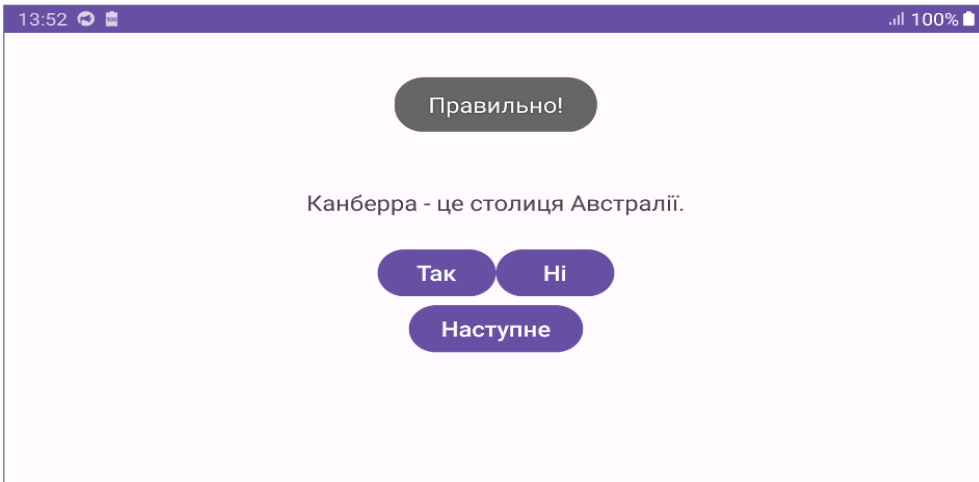 13:52 100%
Правильно!
Канберра - це столиця Австралії.
Так Ні
Наступне